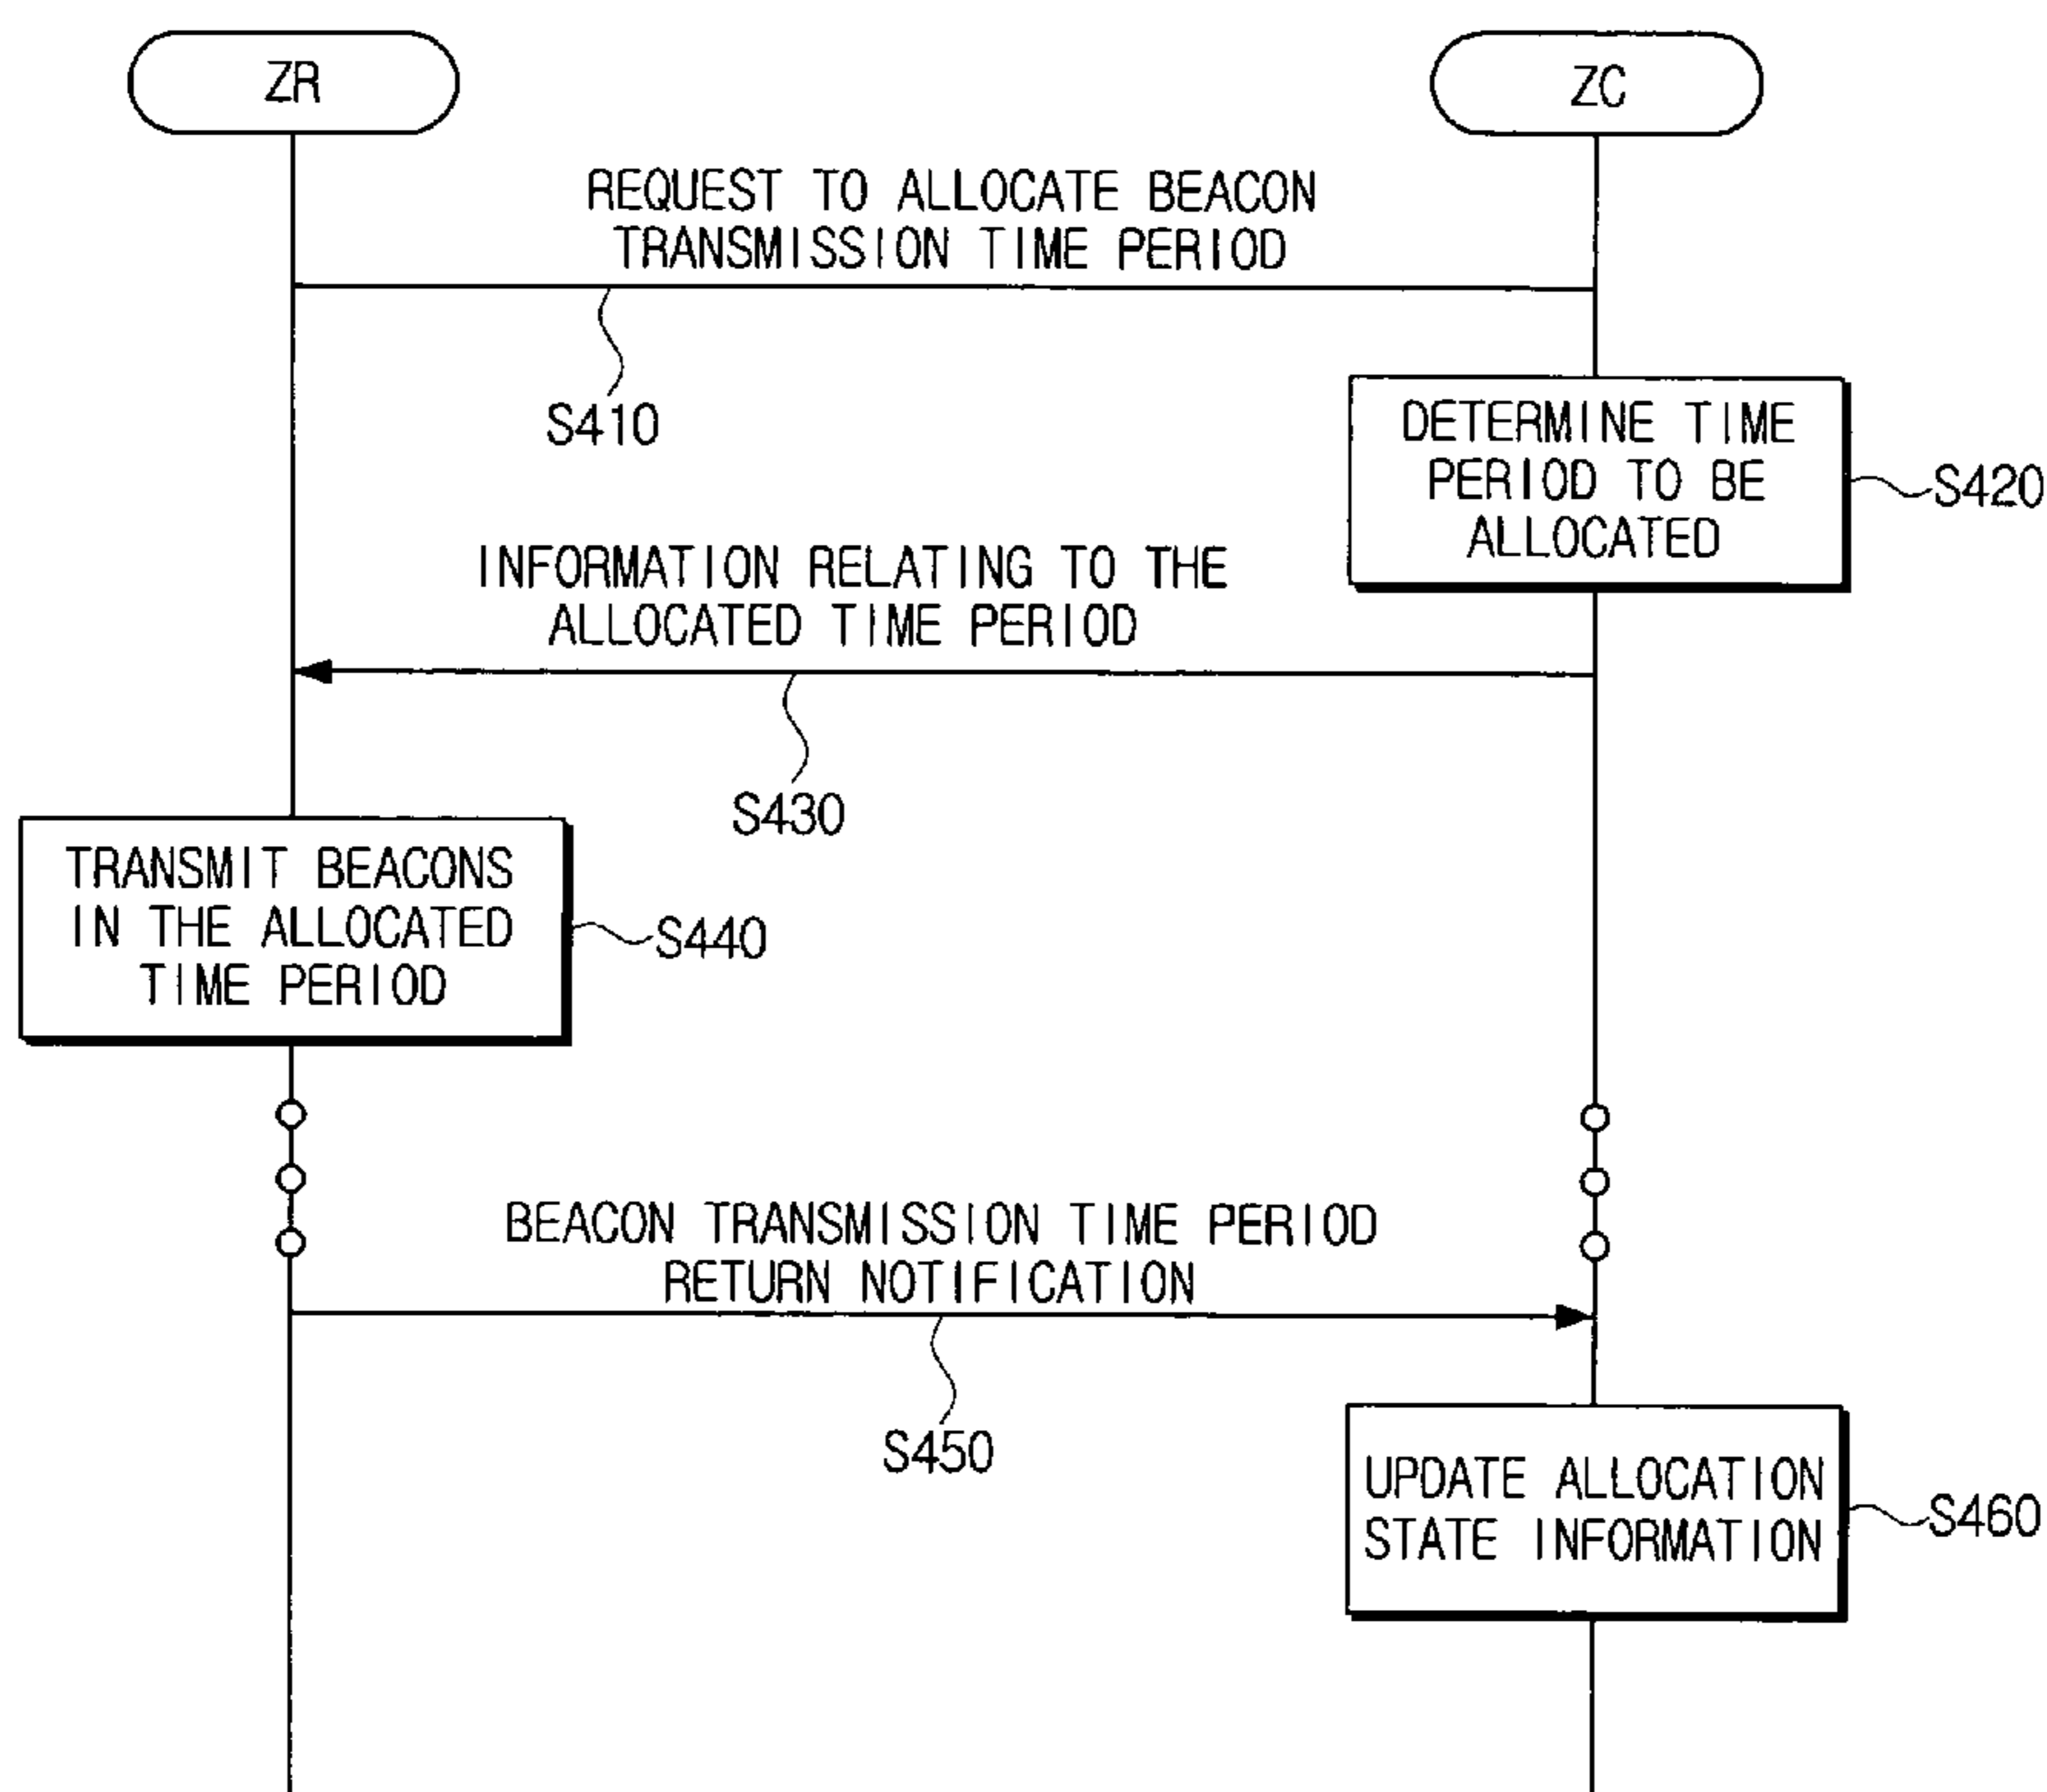 ZR
ZC
REQUEST TO ALLOCATE BEACON
TRANSMISSION TIME PERIOD
S410
DETERMINE TIME
PERIOD TO BE
ALLOCATED
S420
INFORMATION RELATING TO THE
ALLOCATED TIME PERIOD
S430
TRANSMIT BEACONS
IN THE ALLOCATED
TIME PERIOD
S440
BEACON TRANSMISSION TIME PERIOD
RETURN NOTIFICATION
S450
UPDATE ALLOCATION
STATE INFORMATION
S460